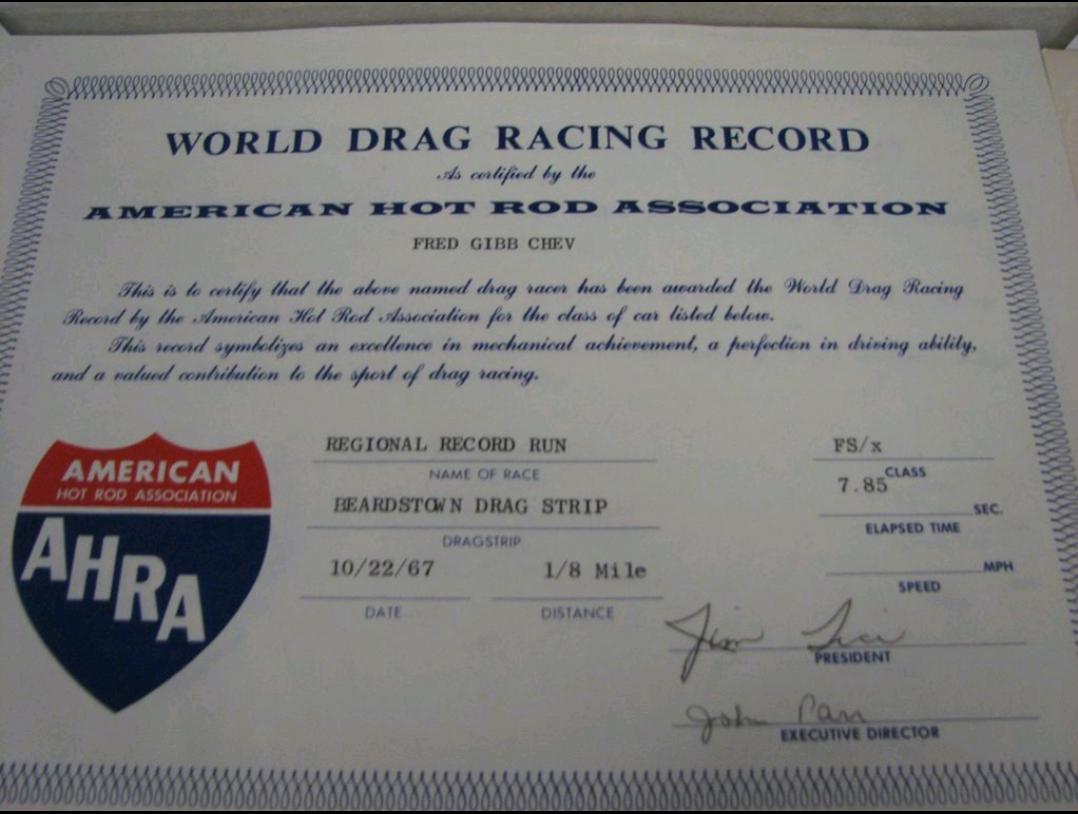 WORLD DRAG RACING RECORD
As certified by the
AMERICAN HOT ROD ASSOCIATION
FRED GIBB CHEV
This is to certify that the above named drag racer has been awarded the World Drag Racing
Record by the American Hot Rod Association for the class of car listed below.
This record symbolizes an excellence in mechanical achievement, a perfection in driving ability,
and a valued contribution to the sport of drag racing.
AMERICAN
HOT ROD ASSOCIATION
AHRA
REGIONAL RECORD RUN
NAME OF RACE
BEARDSTOWN DRAG STRIP
DRAGSTRIP
10/22/67 1/8 Mile
DATE DISTANCE
FS/x
CLASS
7.85 SEC.
ELAPSED TIME
MPH
SPEED
Jim Tice
PRESIDENT
John Parr
EXECUTIVE DIRECTOR